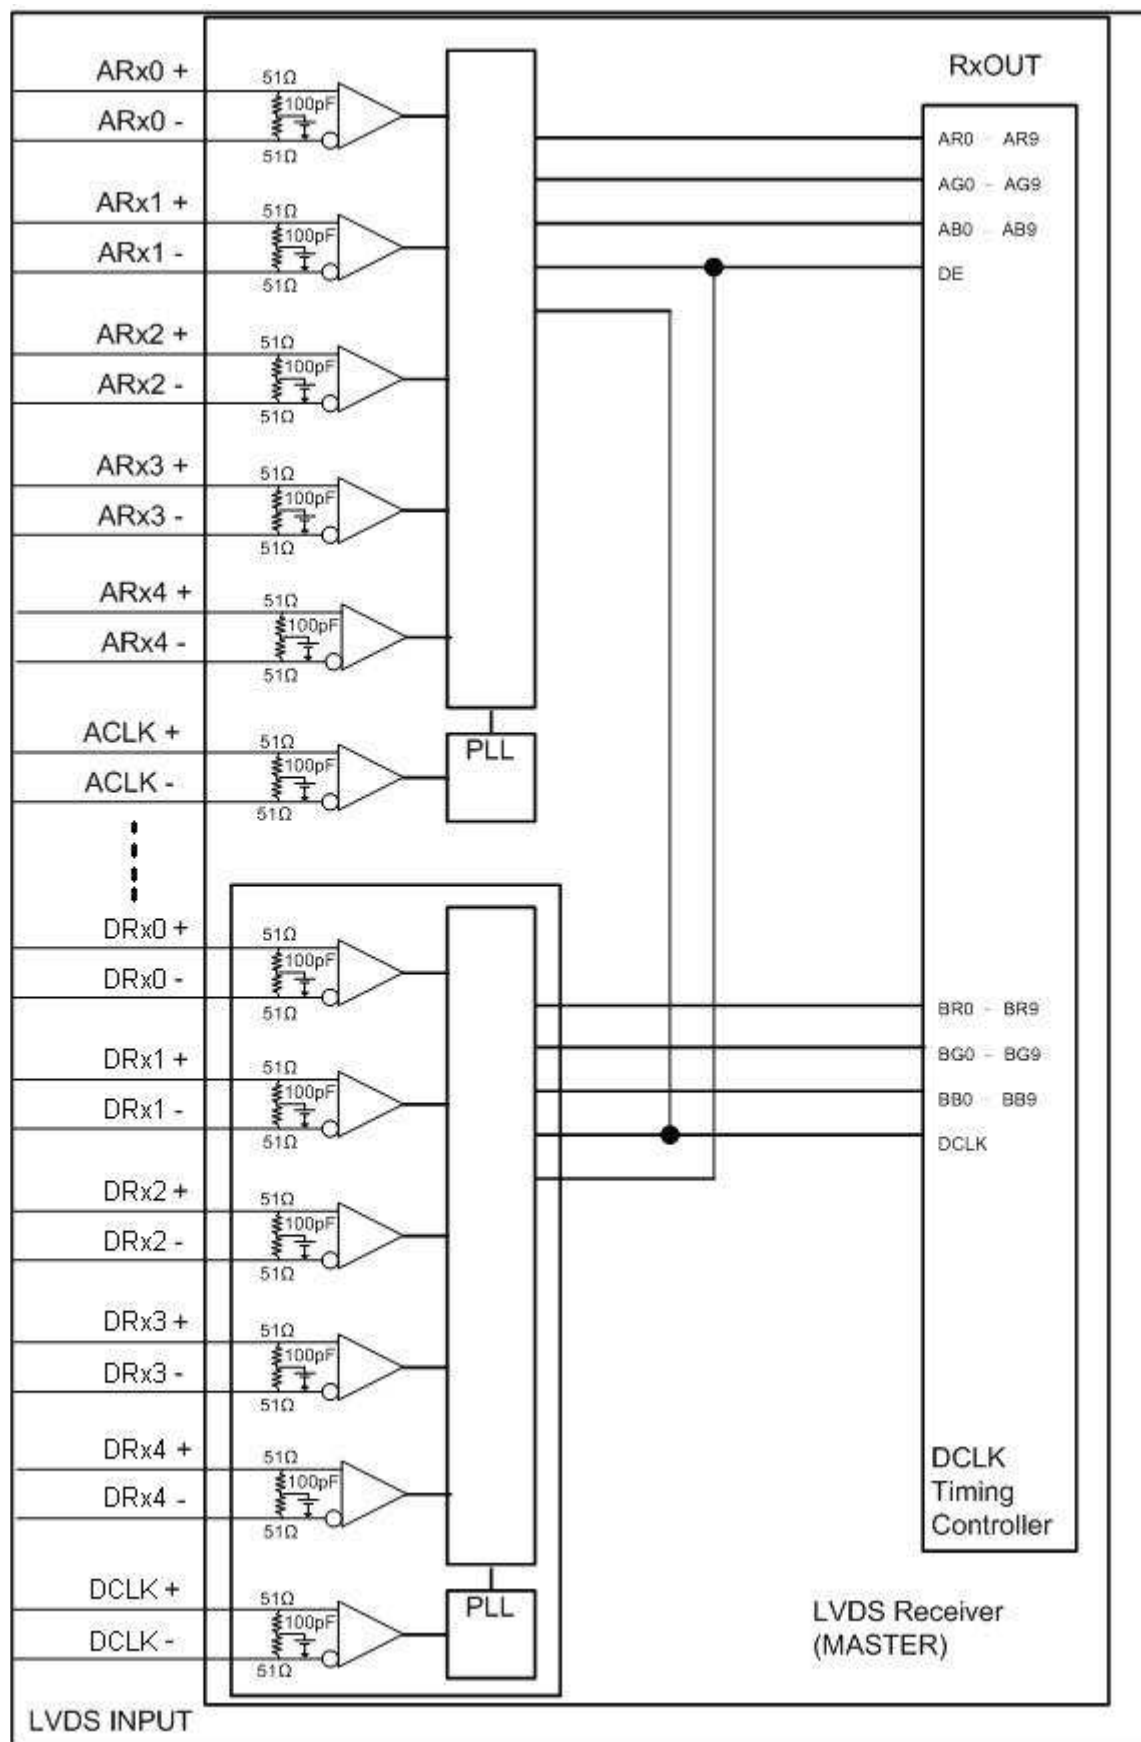 RxOUT
ARx0 +
51Ω
100pF
ARx0 -
51Ω
AR0 - AR9
AG0 - AG9
AB0 - AB9
DE
ARx1 +
51Ω
100pF
ARx1 -
51Ω
ARx2 +
51Ω
100pF
ARx2 -
51Ω
ARx3 +
51Ω
100pF
ARx3 -
51Ω
ARx4 +
51Ω
100pF
ARx4 -
51Ω
ACLK +
51Ω
100pF
ACLK -
51Ω
PLL
DRx0 +
51Ω
100pF
DRx0 -
51Ω
BR0 - BR9
BG0 - BG9
BB0 - BB9
DCLK
DRx1 +
51Ω
100pF
DRx1 -
51Ω
DRx2 +
51Ω
100pF
DRx2 -
51Ω
DRx3 +
51Ω
100pF
DRx3 -
51Ω
DRx4 +
51Ω
100pF
DRx4 -
51Ω
DCLK +
51Ω
100pF
DCLK -
51Ω
PLL
DCLK
Timing
Controller
LVDS Receiver
(MASTER)
LVDS INPUT